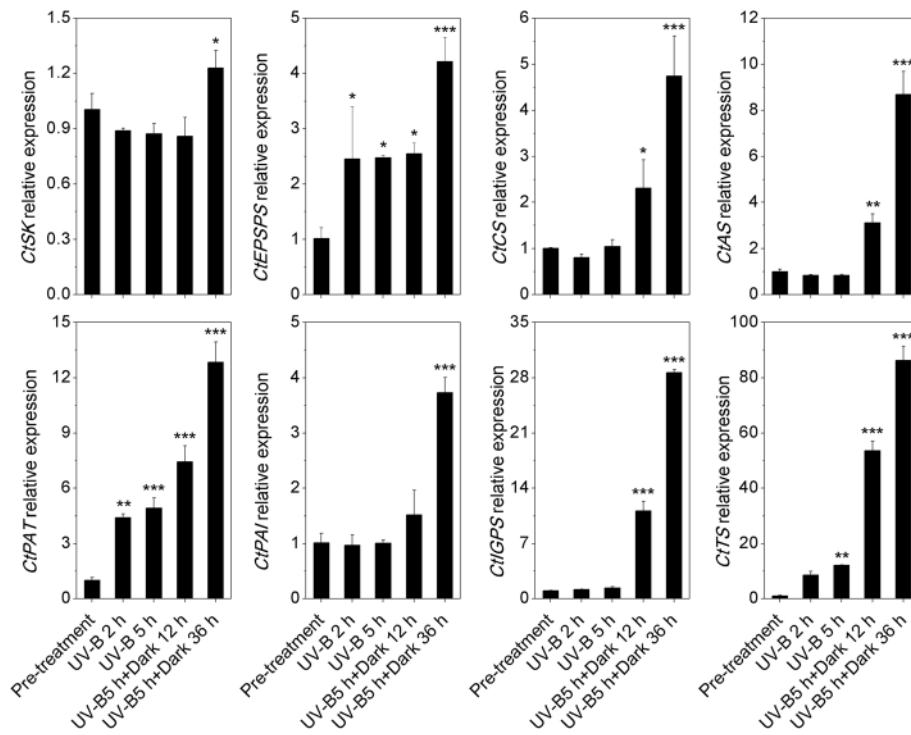 CtSK relative expression
1.5
1.2
0.9
0.6
0.3
0.0
*
CtEPSPS relative expression
5
4
3
2
1
0
*
*
*
***
CtCS relative expression
6
5
4
3
2
1
0
*
***
CtAS relative expression
12
10
8
6
4
2
0
**
***
CtPAT relative expression
15
12
9
6
3
0
**
***
***
***
CtPAI relative expression
5
4
3
2
1
0
***
CtIGPS relative expression
35
28
21
14
7
0
***
***
CtTS relative expression
100
80
60
40
20
0
**
***
***
Pre-treatment
UV-B 2 h
UV-B 5 h
UV-B5 h+Dark 12 h
UV-B5 h+Dark 36 h
Pre-treatment
UV-B 2 h
UV-B 5 h
UV-B5 h+Dark 12 h
UV-B5 h+Dark 36 h
Pre-treatment
UV-B 2 h
UV-B 5 h
UV-B5 h+Dark 12 h
UV-B5 h+Dark 36 h
Pre-treatment
UV-B 2 h
UV-B 5 h
UV-B5 h+Dark 12 h
UV-B5 h+Dark 36 h